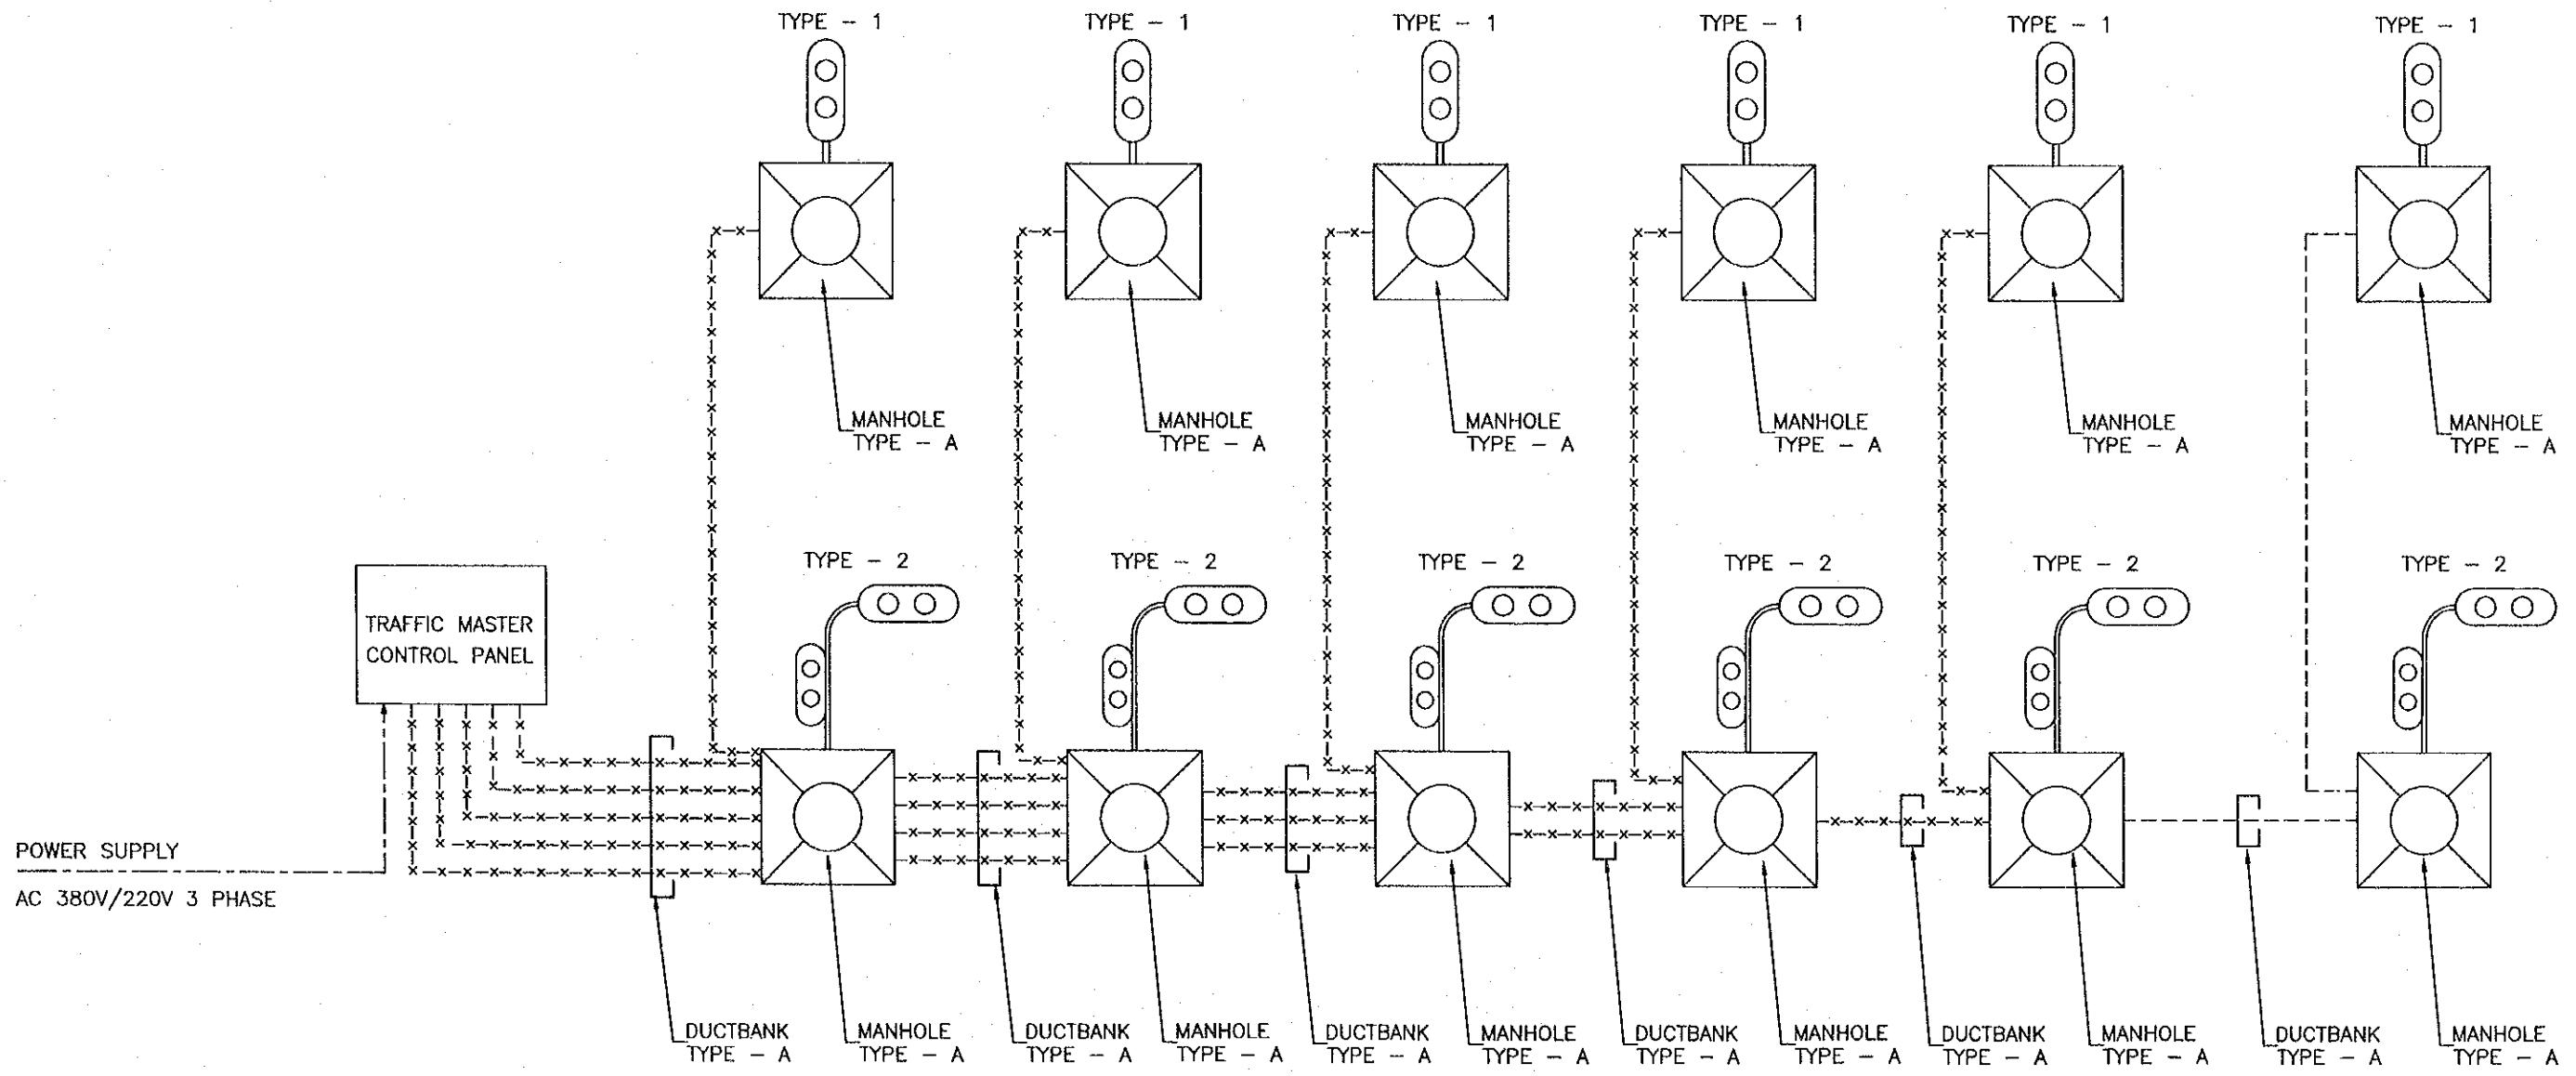 TYPE - 1
TYPE - 1
TYPE - 1
TYPE - 1
TYPE - 1
TYPE - 1
MANHOLE
TYPE - A
MANHOLE
TYPE - A
MANHOLE
TYPE - A
MANHOLE
TYPE - A
MANHOLE
TYPE - A
MANHOLE
TYPE - A
TYPE - 2
TYPE - 2
TYPE - 2
TYPE - 2
TYPE - 2
TYPE - 2
TRAFFIC MASTER
CONTROL PANEL
POWER SUPPLY
AC 380V/220V 3 PHASE
DUCTBANK
TYPE - A
MANHOLE
TYPE - A
DUCTBANK
TYPE - A
MANHOLE
TYPE - A
DUCTBANK
TYPE - A
MANHOLE
TYPE - A
DUCTBANK
TYPE - A
MANHOLE
TYPE - A
DUCTBANK
TYPE - A
MANHOLE
TYPE - A
DUCTBANK
TYPE - A
MANHOLE
TYPE - A